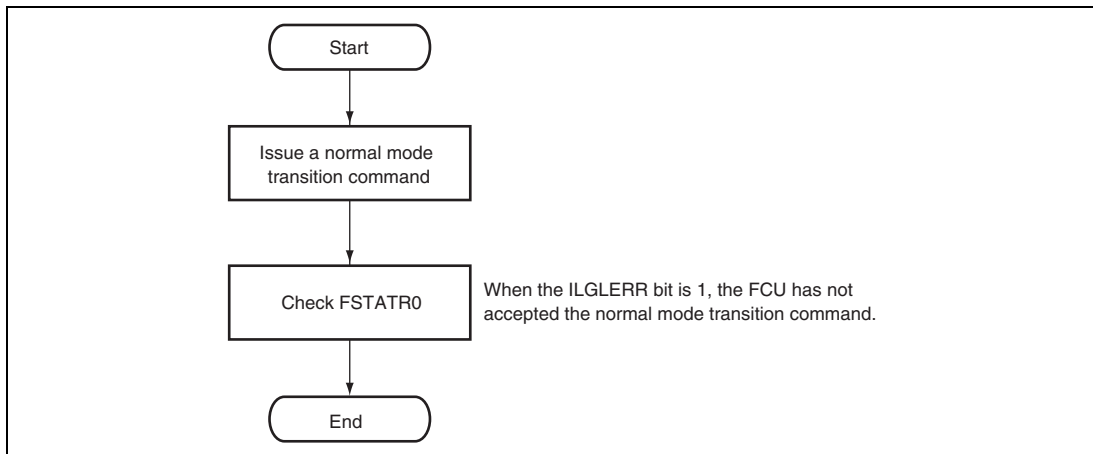 Start
Issue a normal mode
transition command
Check FSTATR0
When the ILGLERR bit is 1, the FCU has not
accepted the normal mode transition command.
End